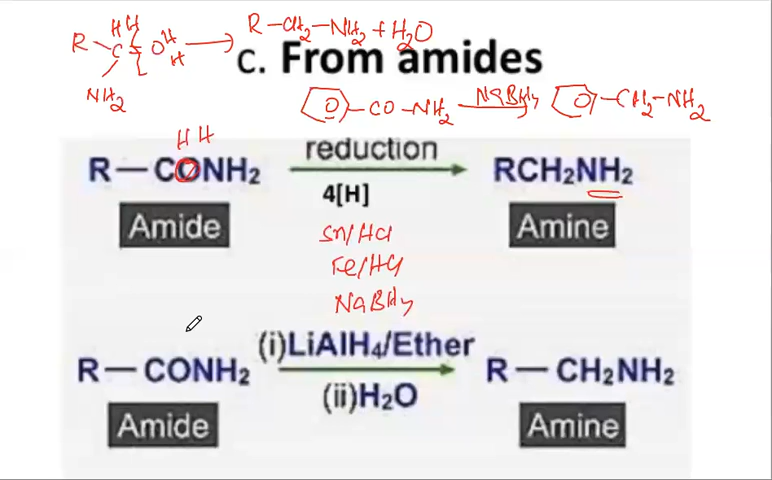 R–CH2–NH2 + H2O
H H
R–C–OH H
NH2
c. From amides
–CO–NH2 NaBH4 –CH2–NH2
H H
R—CONH2 reduction RCH2NH2
4[H]
Amide Amine
Sn/HCl
Fe/HCl
NaBH4
(i)LiAlH4/Ether
R—CONH2 R—CH2NH2
(ii)H2O
Amide Amine